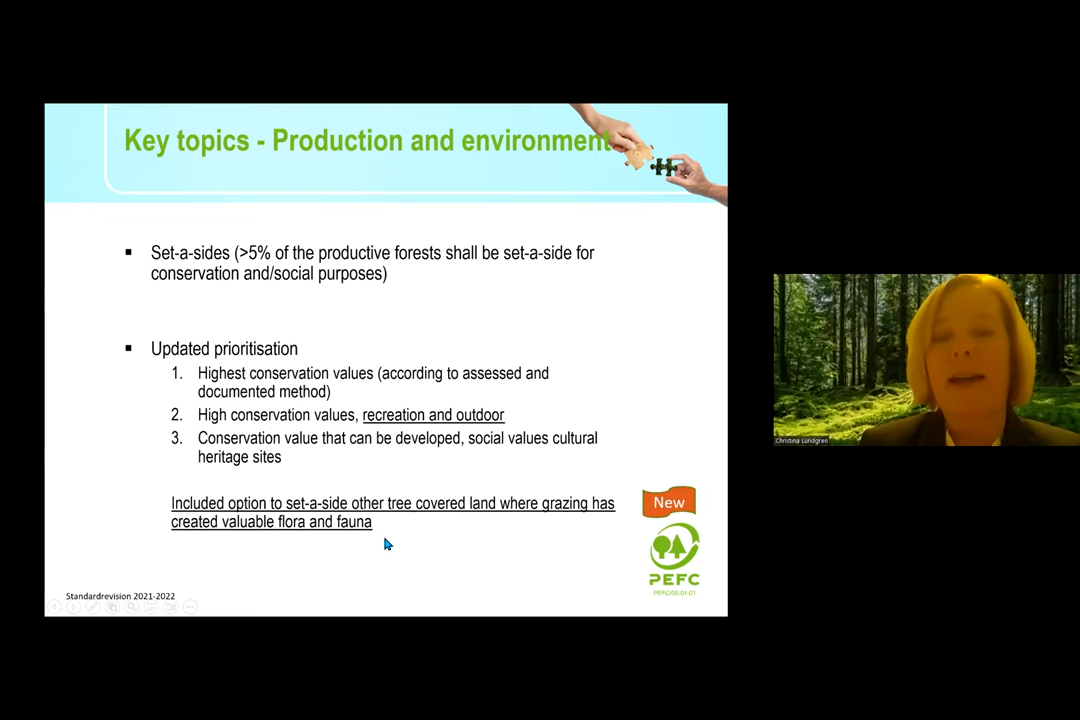 Key topics - Production and environment
Set-a-sides (>5% of the productive forests shall be set-a-side for
conservation and/social purposes)
Updated prioritisation
1. Highest conservation values (according to assessed and
documented method)
2. High conservation values, recreation and outdoor
3. Conservation value that can be developed, social values cultural
heritage sites
Included option to set-a-side other tree covered land where grazing has
created valuable flora and fauna
New
PEFC
PEFC/05-01-01
Standardrevision 2021-2022
Christina Lundgren